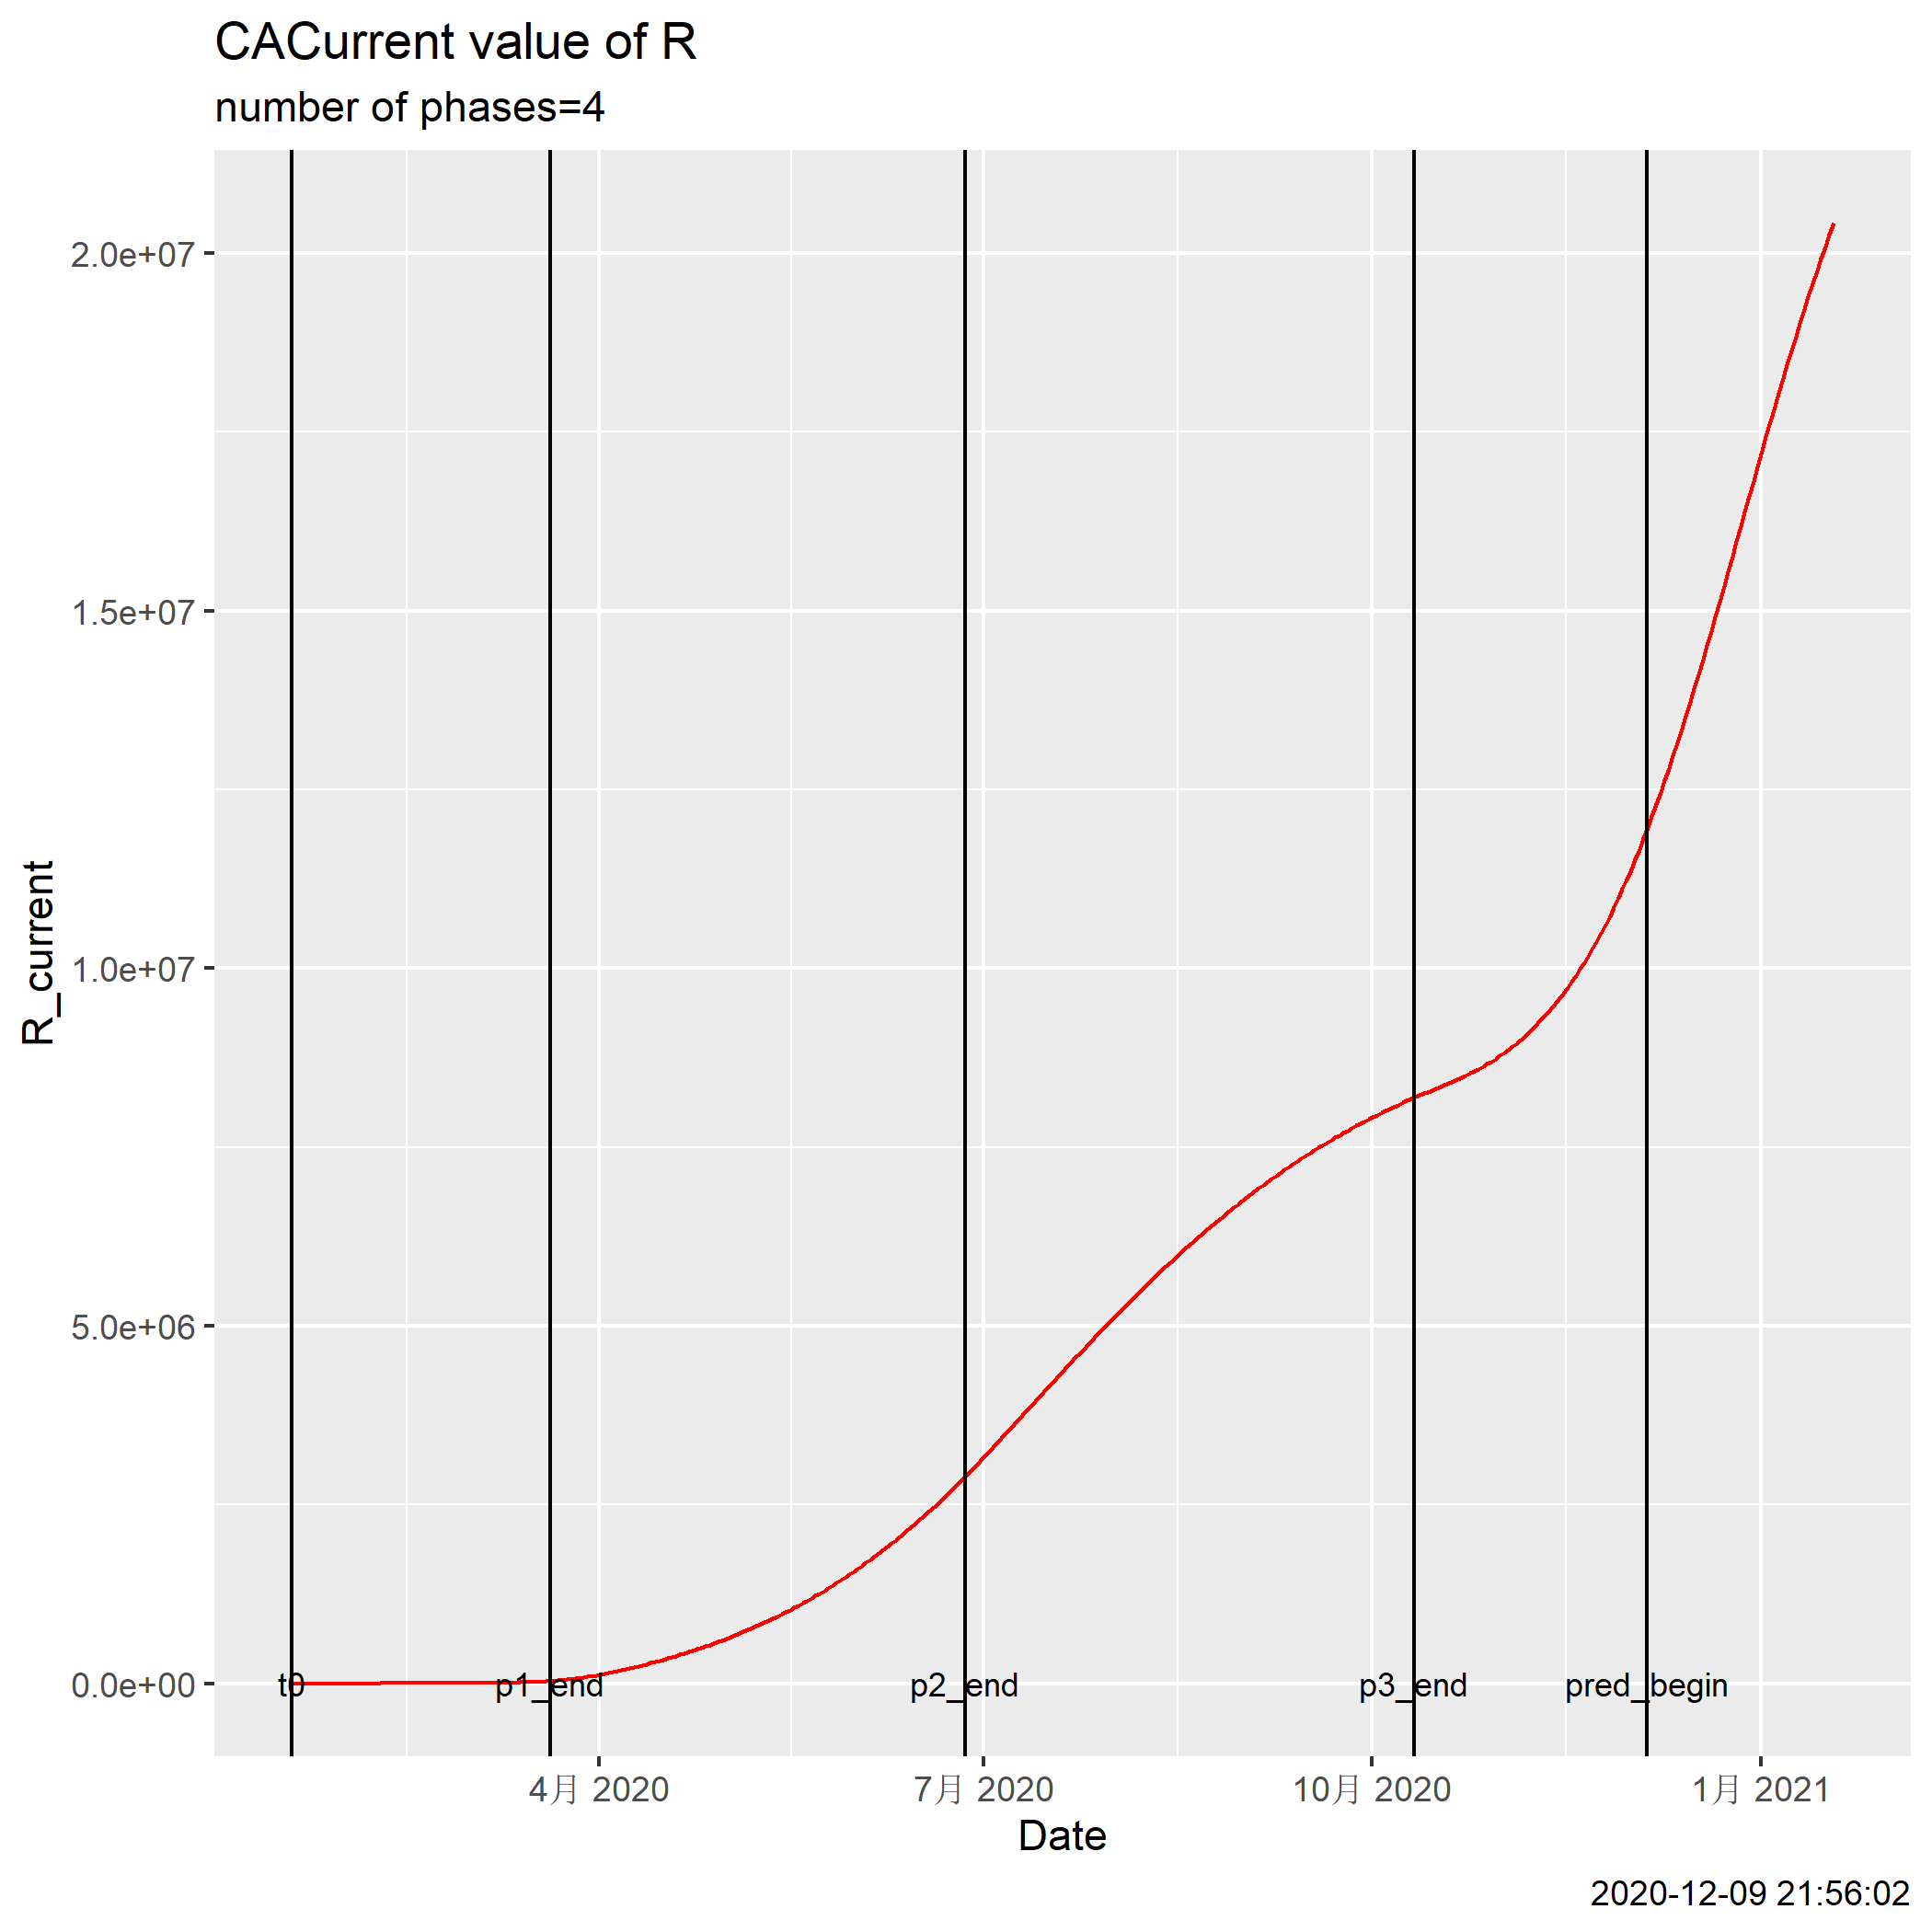 CACurrent value of R
number of phases=4
2.0e+07
1.5e+07
1.0e+07
5.0e+06
0.0e+00
R_current
t0
p1_end
p2_end
p3_end
pred_begin
4月 2020
7月 2020
10月 2020
1月 2021
Date
2020-12-09 21:56:02